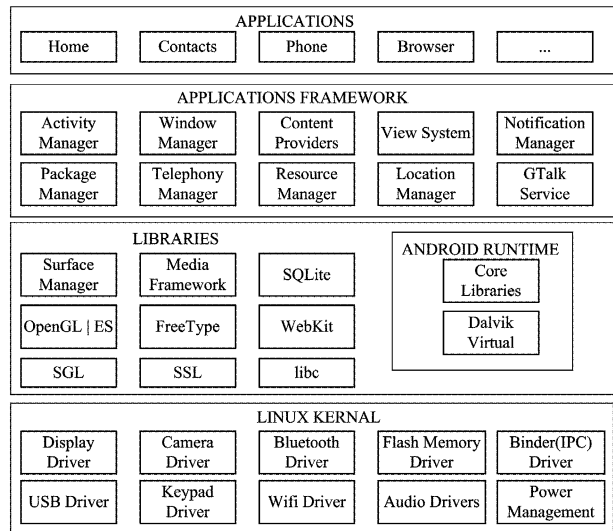 APPLICATIONS
Home
Contacts
Phone
Browser
...
APPLICATIONS FRAMEWORK
Activity
Manager
Window
Manager
Content
Providers
View System
Notification
Manager
Package
Manager
Telephony
Manager
Resource
Manager
Location
Manager
GTalk
Service
LIBRARIES
Surface
Manager
Media
Framework
SQLite
OpenGL | ES
FreeType
WebKit
SGL
SSL
libc
ANDROID RUNTIME
Core
Libraries
Dalvik
Virtual
LINUX KERNAL
Display
Driver
Camera
Driver
Bluetooth
Driver
Flash Memory
Driver
Binder(IPC)
Driver
USB Driver
Keypad
Driver
Wifi Driver
Audio Drivers
Power
Management